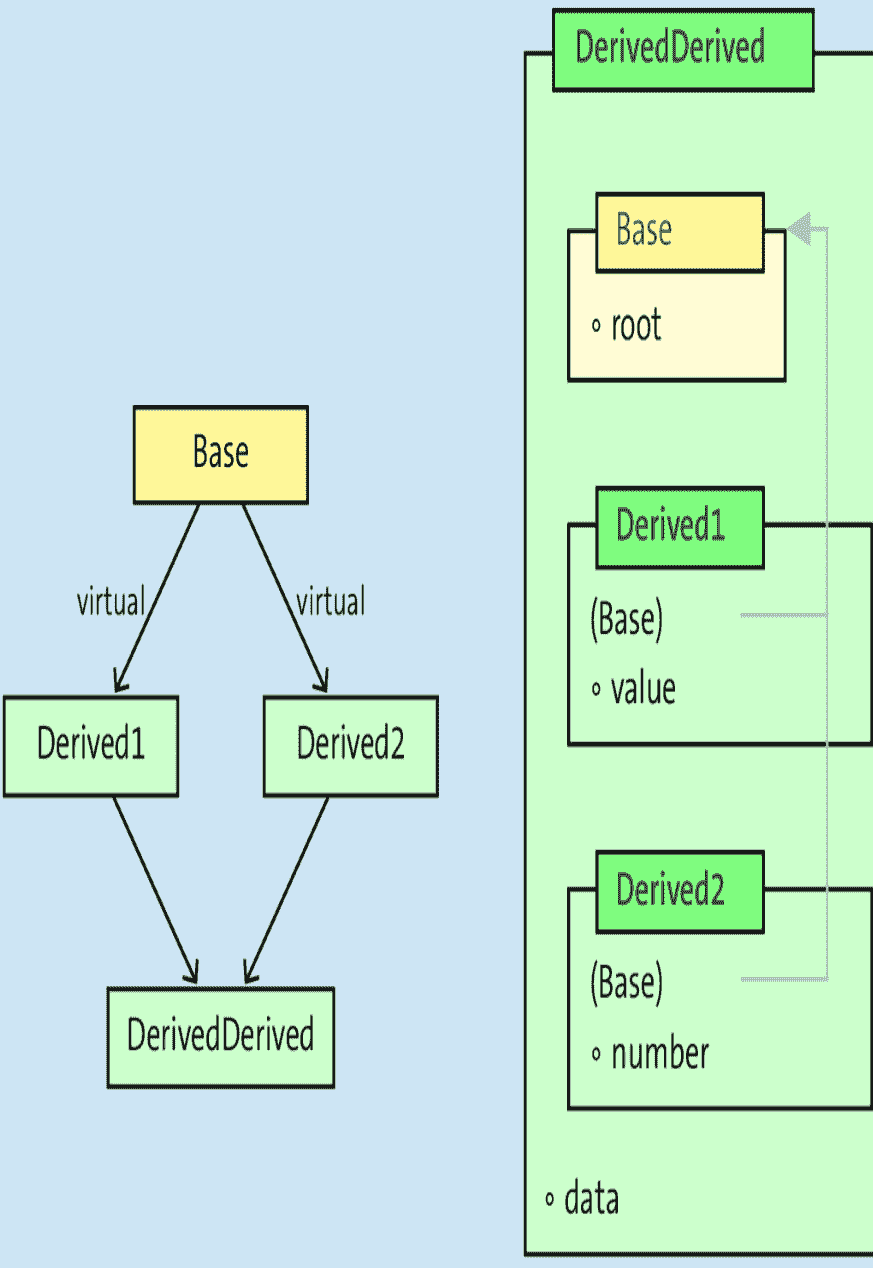 Base
virtual
virtual
Derived1
Derived2
DerivedDerived
DerivedDerived
Base
root
Derived1
(Base)
value
Derived2
(Base)
number
data